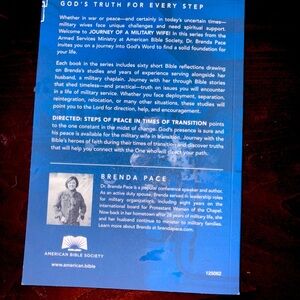 GOD'S TRUTH FOR EVERY STEP
Whether in war or peace—and certainly in today's uncertain times—
military wives face unique challenges and need spiritual support.
Welcome to JOURNEY OF A MILITARY WIFE! In this series from the
Armed Services Ministry at American Bible Society, Dr. Brenda Pace
invites you on a journey into God's Word to find a solid foundation for
your life.
Each book in the series includes sixty short Bible reflections drawing
on Brenda's studies and years of experience serving alongside her
husband, a military chaplain. Journey with her through Bible stories
that shed timeless—and practical—truth on issues you will encounter
in a life of military service. Whether you face deployment, separation,
reintegration, relocation, or many other situations, these studies will
point you to the Lord for direction, help, and encouragement.
DIRECTED: STEPS OF PEACE IN TIMES OF TRANSITION points
to the one constant in the midst of change. God's presence is sure and
his peace is available for the military wife in transition. Journey with the
Bible's heroes of faith during their times of transition—and discover truths
that will help you connect with the One who will direct your path.
BRENDA PACE
Dr. Brenda Pace is a popular conference speaker and author.
As an active duty spouse, Brenda served in leadership roles
for military organizations, including eight years on the
international board for Protestant Women of the Chapel.
Now back in her hometown after 28 years of military life, she
and her husband continue to minister to military families.
Learn more about Brenda at brendapace.com.
AMERICAN BIBLE SOCIETY
www.american.bible
125082